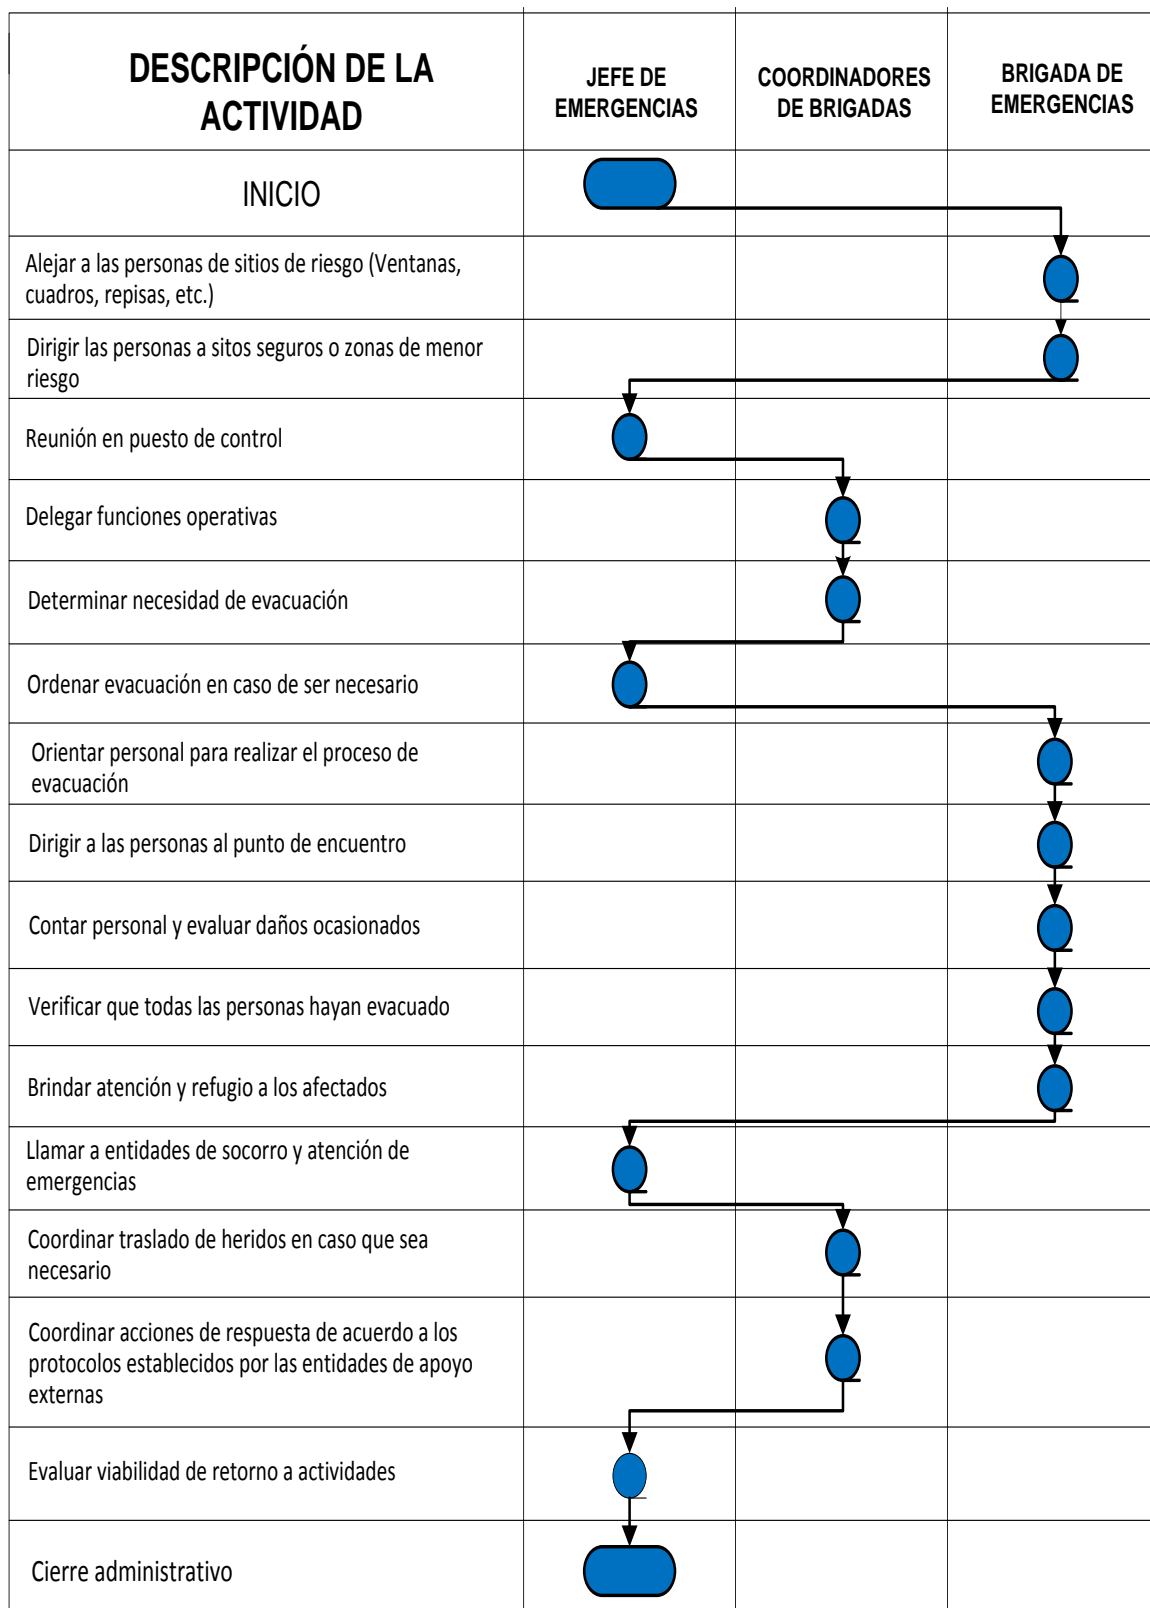 DESCRIPCIÓN DE LA
ACTIVIDAD
JEFE DE
EMERGENCIAS
COORDINADORES
DE BRIGADAS
BRIGADA DE
EMERGENCIAS
INICIO
Alejar a las personas de sitios de riesgo (Ventanas,
cuadros, repisas, etc.)
Dirigir las personas a sitos seguros o zonas de menor
riesgo
Reunión en puesto de control
Delegar funciones operativas
Determinar necesidad de evacuación
Ordenar evacuación en caso de ser necesario
Orientar personal para realizar el proceso de
evacuación
Dirigir a las personas al punto de encuentro
Contar personal y evaluar daños ocasionados
Verificar que todas las personas hayan evacuado
Brindar atención y refugio a los afectados
Llamar a entidades de socorro y atención de
emergencias
Coordinar traslado de heridos en caso que sea
necesario
Coordinar acciones de respuesta de acuerdo a los
protocolos establecidos por las entidades de apoyo
externas
Evaluar viabilidad de retorno a actividades
Cierre administrativo